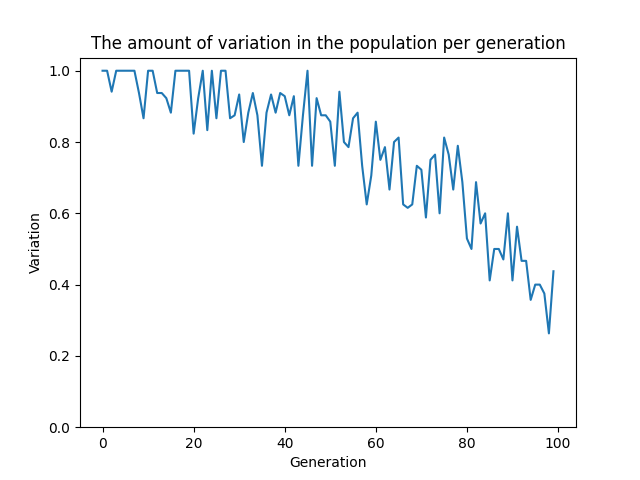 The amount of variation in the population per generation
1.0
0.8
0.6
0.4
0.2
0.0
Variation
0 20 40 60 80 100
Generation